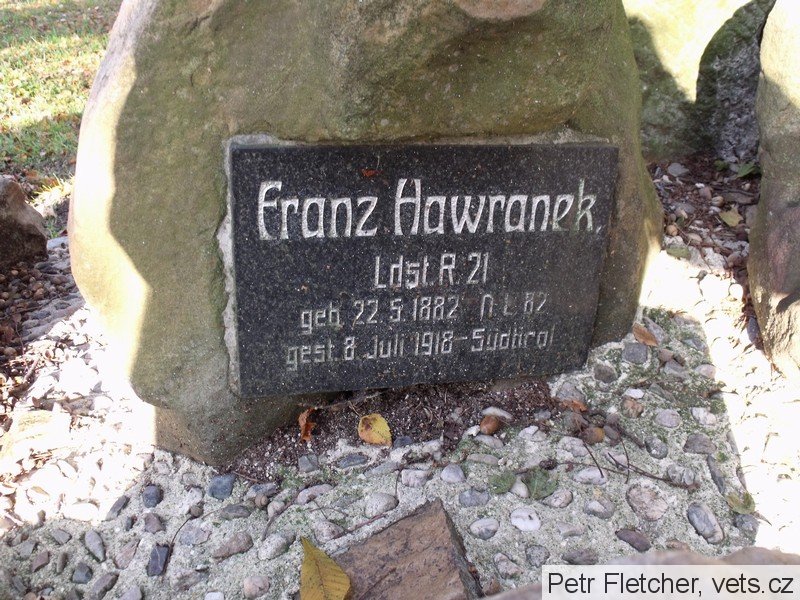 Franz Hawranek,
Ldst. R. 21
geb. 22. 5. 1882 N. L. 82
gest. 8. Juli 1918 - Südtirol
Petr Fletcher, vets.cz